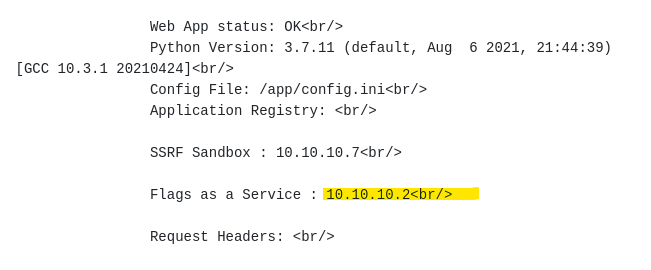 Web App status: OK<br/>
Python Version: 3.7.11 (default, Aug  6 2021, 21:44:39)
[GCC 10.3.1 20210424]<br/>
Config File: /app/config.ini<br/>
Application Registry: <br/>
SSRF Sandbox : 10.10.10.7<br/>
Flags as a Service : 10.10.10.2<br/>
Request Headers: <br/>